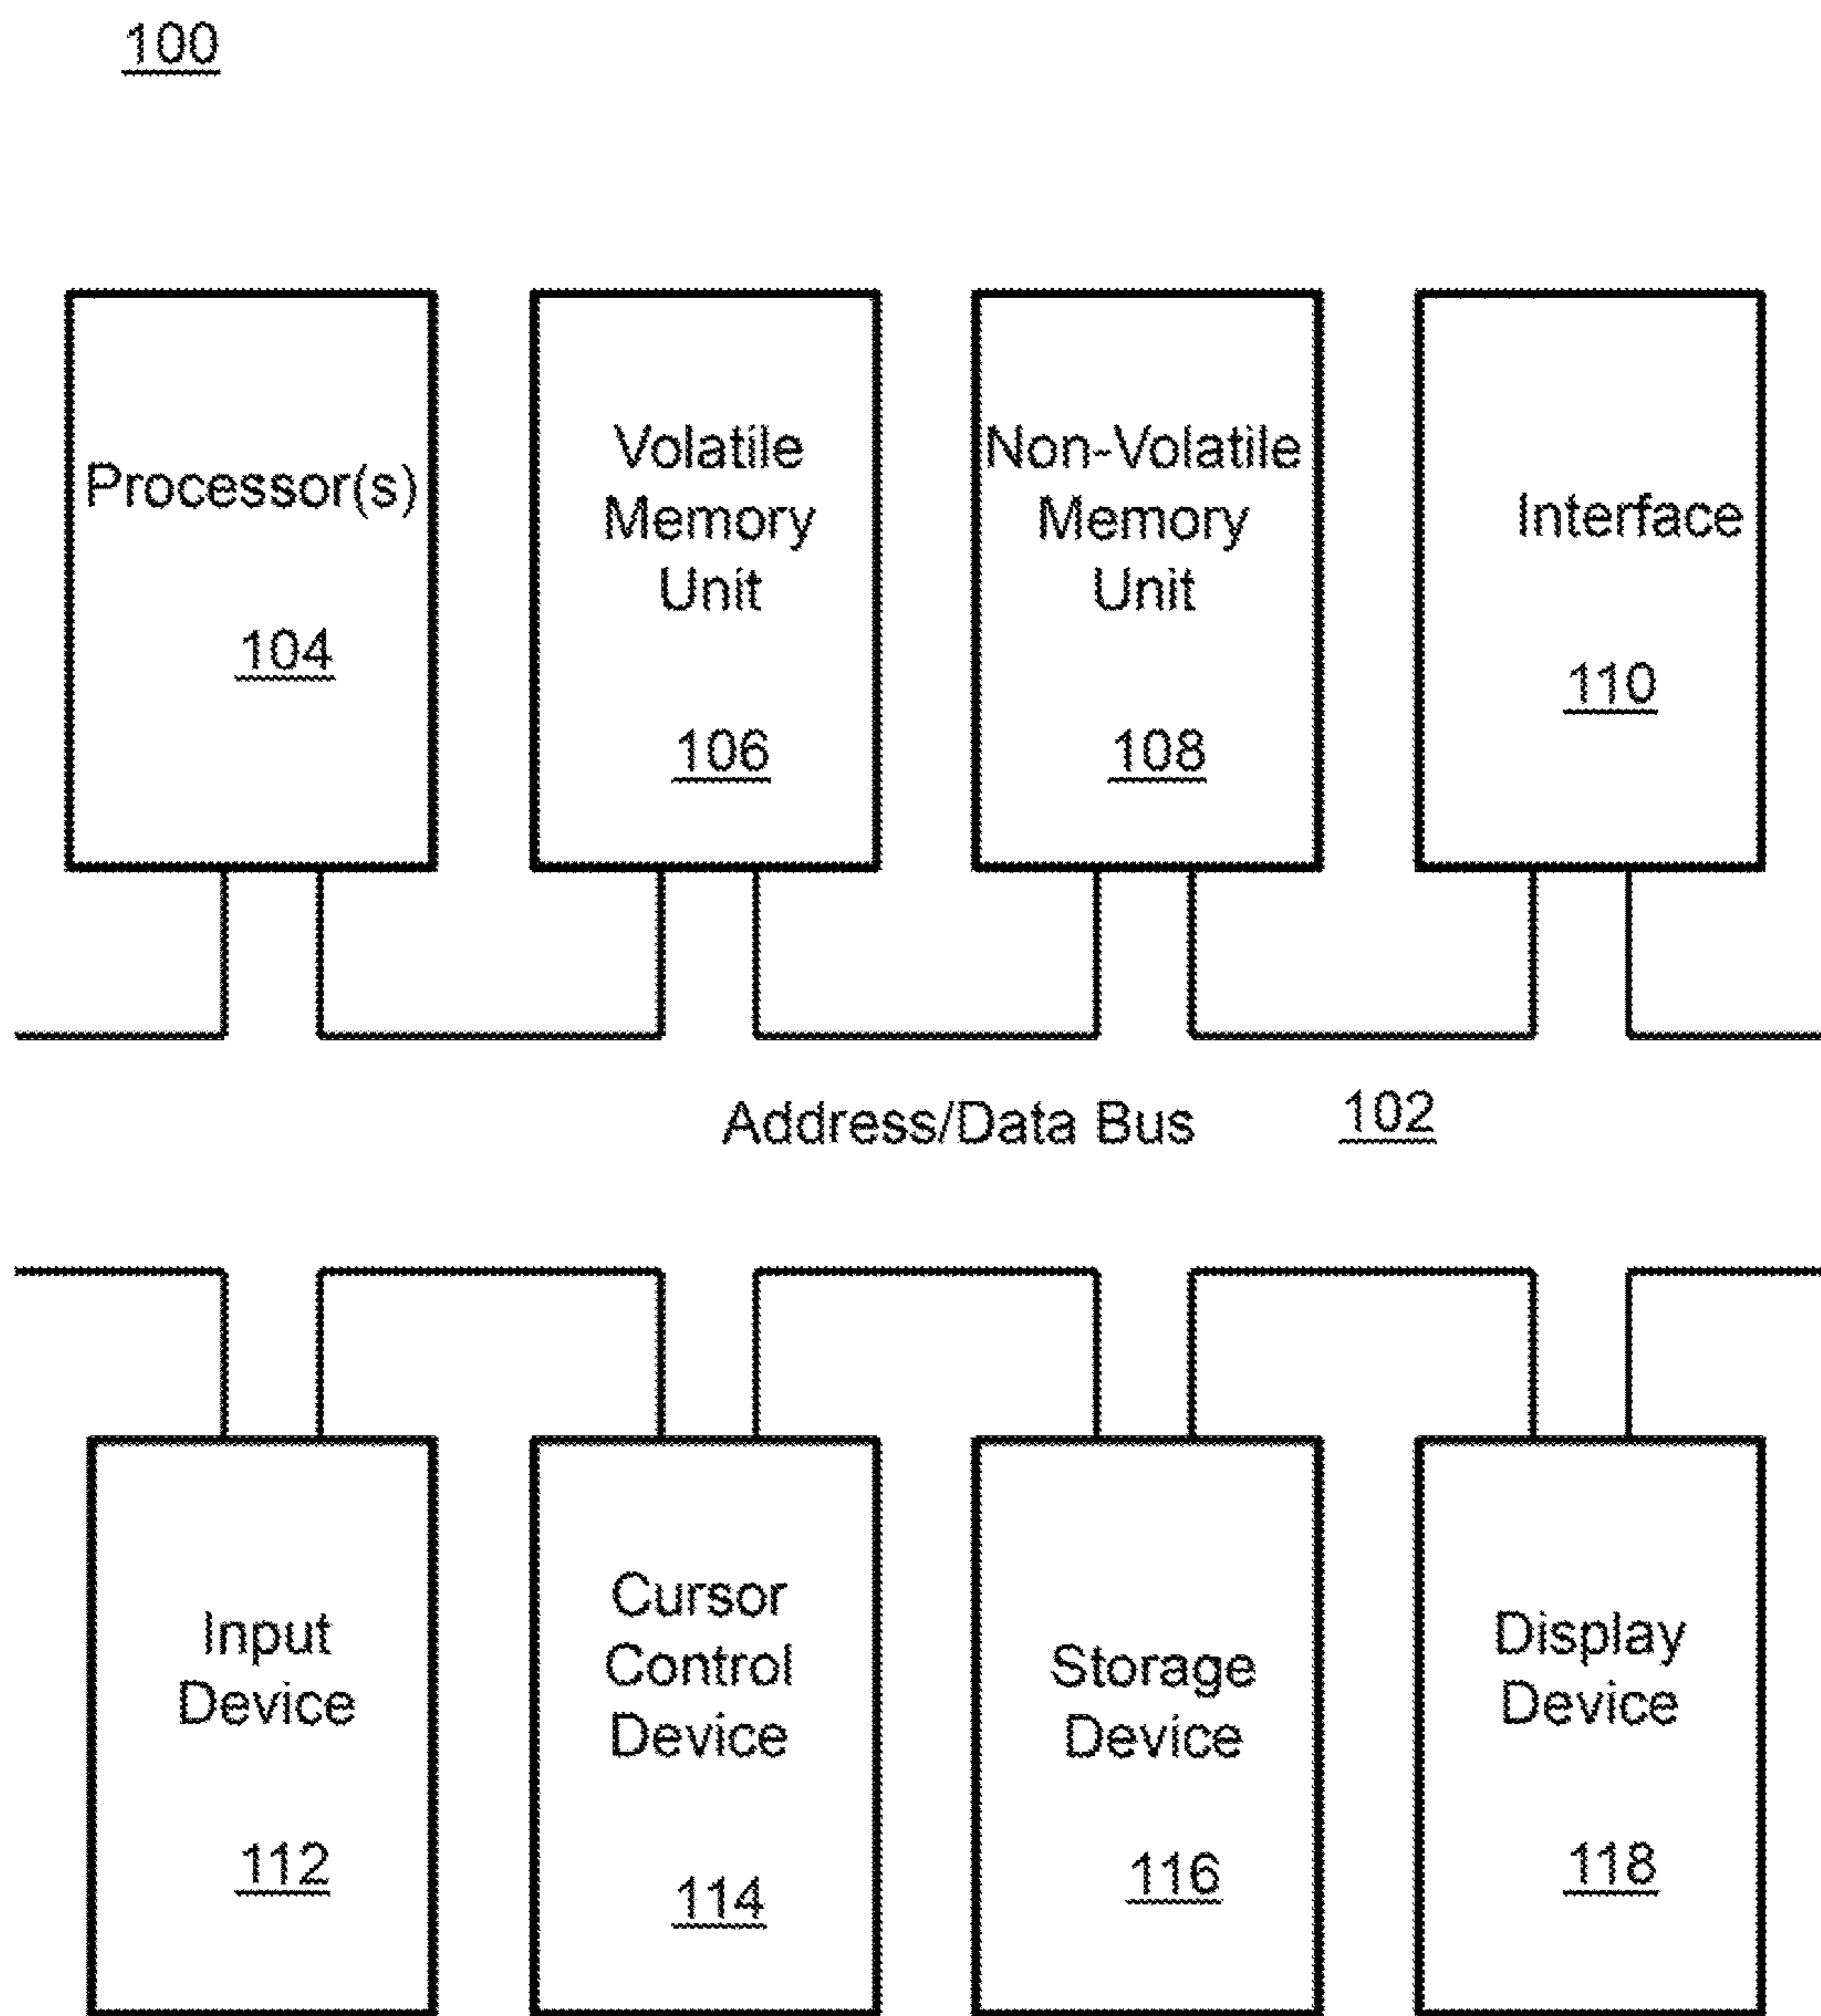 100
Processor(s)
104
Volatile
Memory
Unit
106
Non-Volatile
Memory
Unit
108
Interface
110
Address/Data Bus
102
Input
Device
112
Cursor
Control
Device
114
Storage
Device
116
Display
Device
118